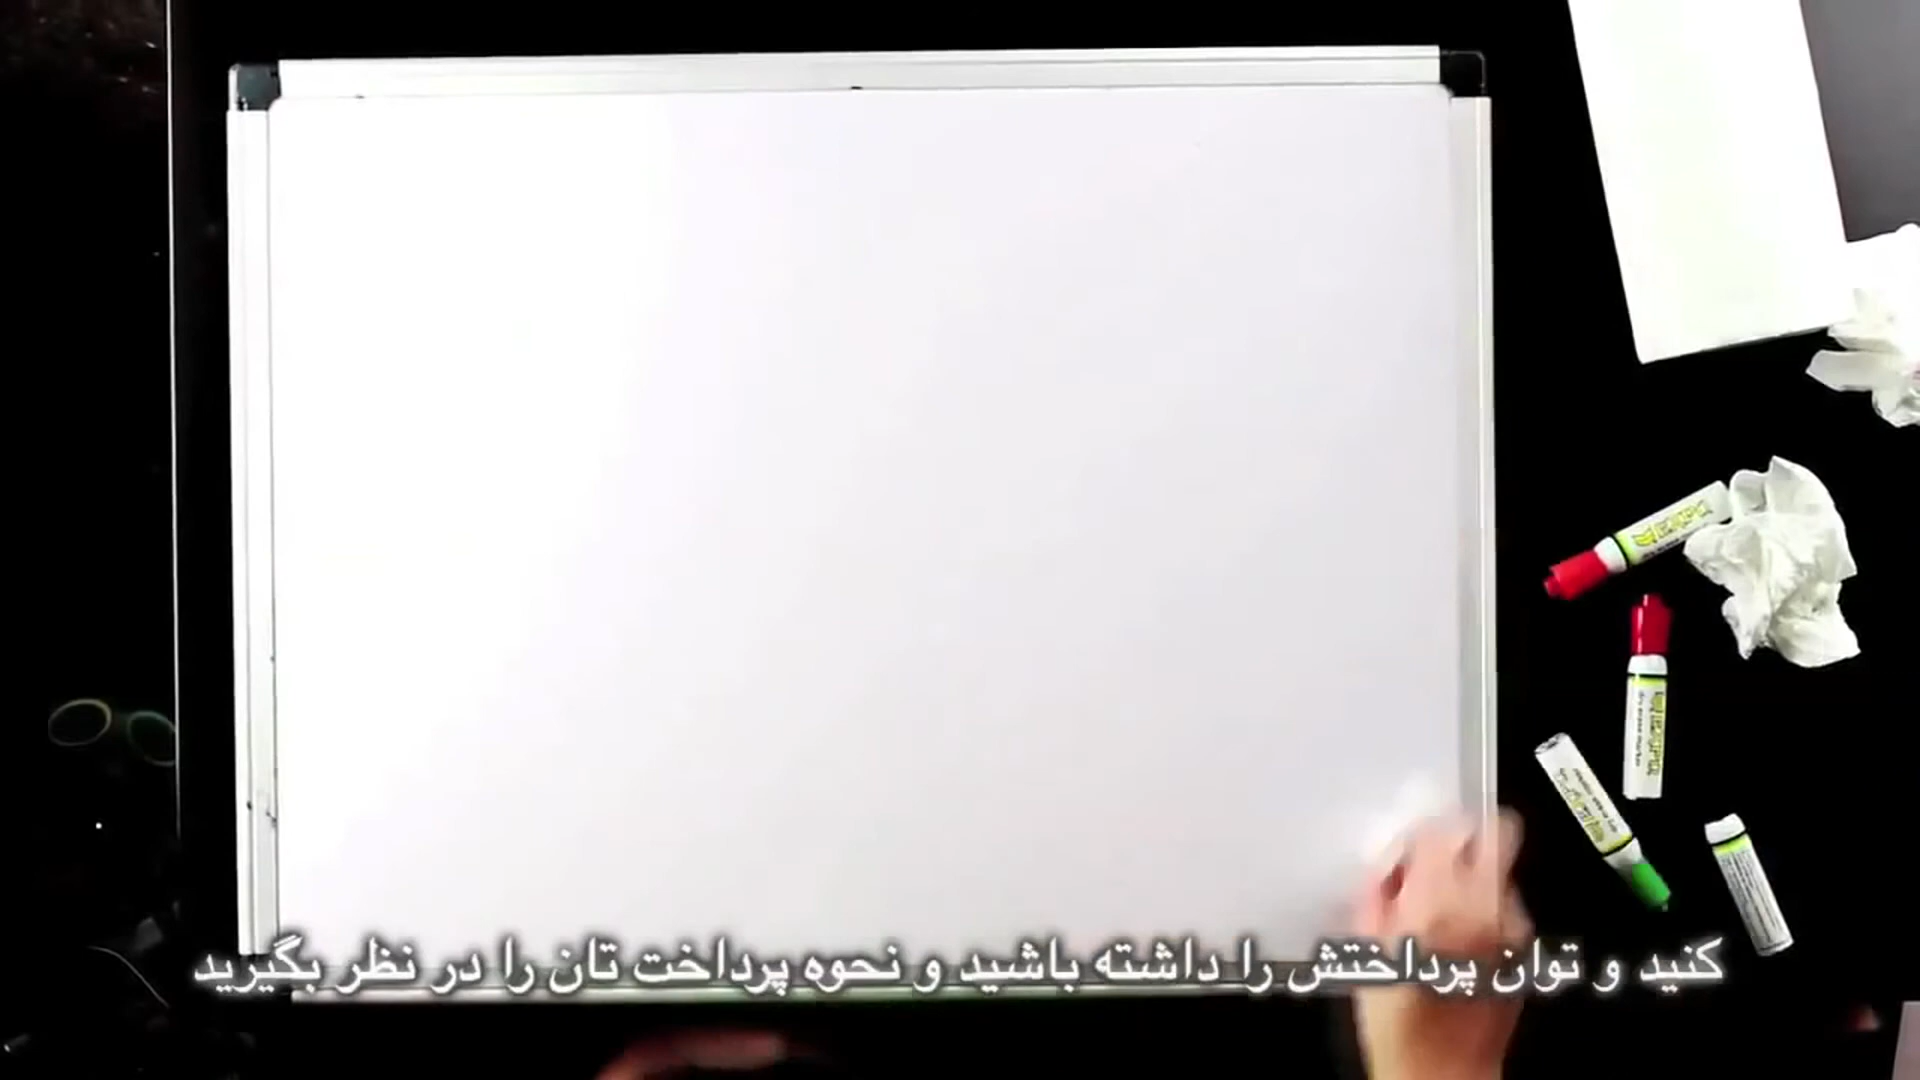 کنید و توان پرداختش را داشته باشید و نحوه پرداخت تان را در نظر بگیرید